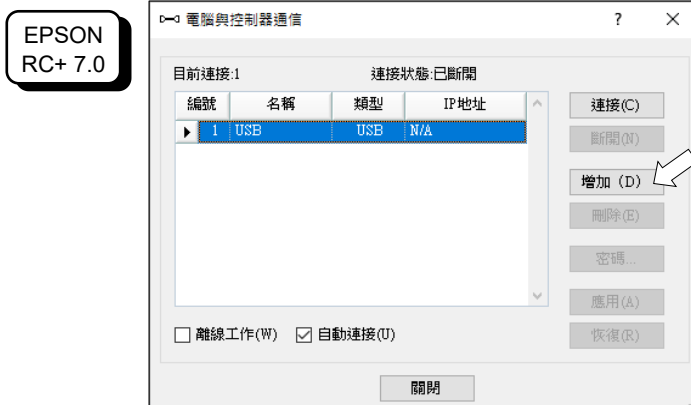 EPSON
RC+ 7.0
電腦與控制器通信
?
目前連接:1
連接狀態:已斷開
編號 名稱 類型 IP地址
1 USB USB N/A
連接(C)
斷開(N)
增加 (D)
刪除(E)
密碼...
應用(A)
恢復(R)
離線工作(W) 自動連接(U)
關閉